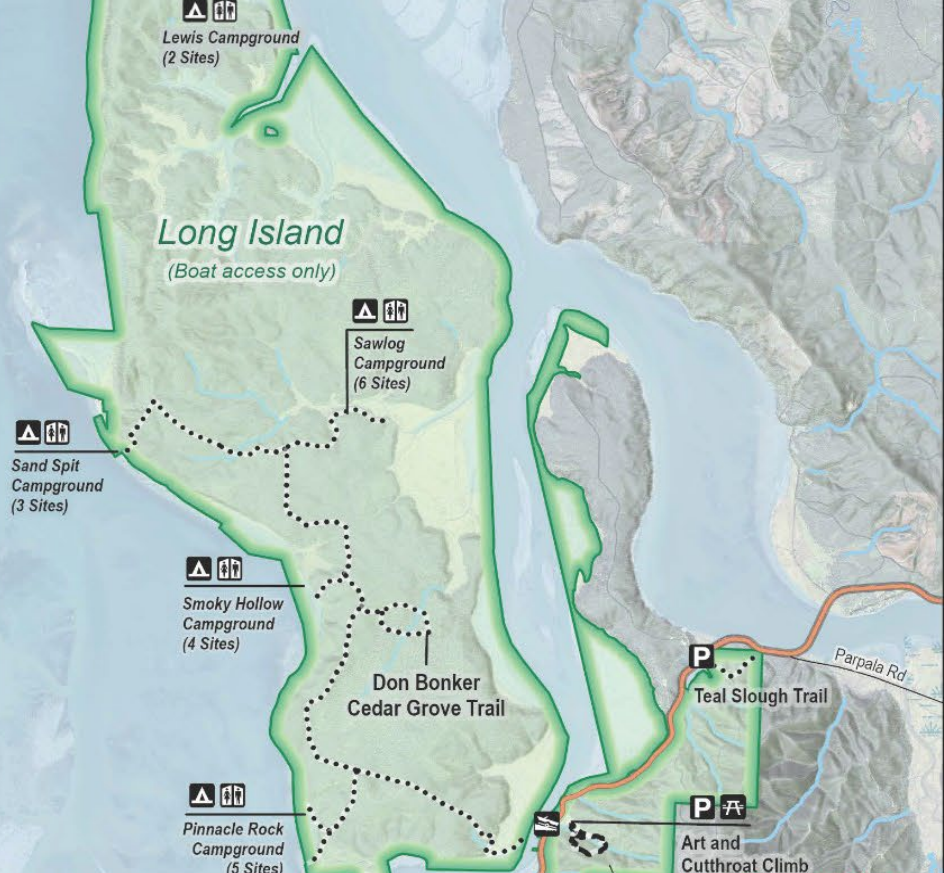 Lewis Campground
(2 Sites)
Long Island
(Boat access only)
Sawlog
Campground
(6 Sites)
Sand Spit
Campground
(3 Sites)
Smoky Hollow
Campground
(4 Sites)
Don Bonker
Cedar Grove Trail
P
Parpala Rd
Teal Slough Trail
Pinnacle Rock
Campground
(5 Sites)
P
Art and
Cutthroat Climb